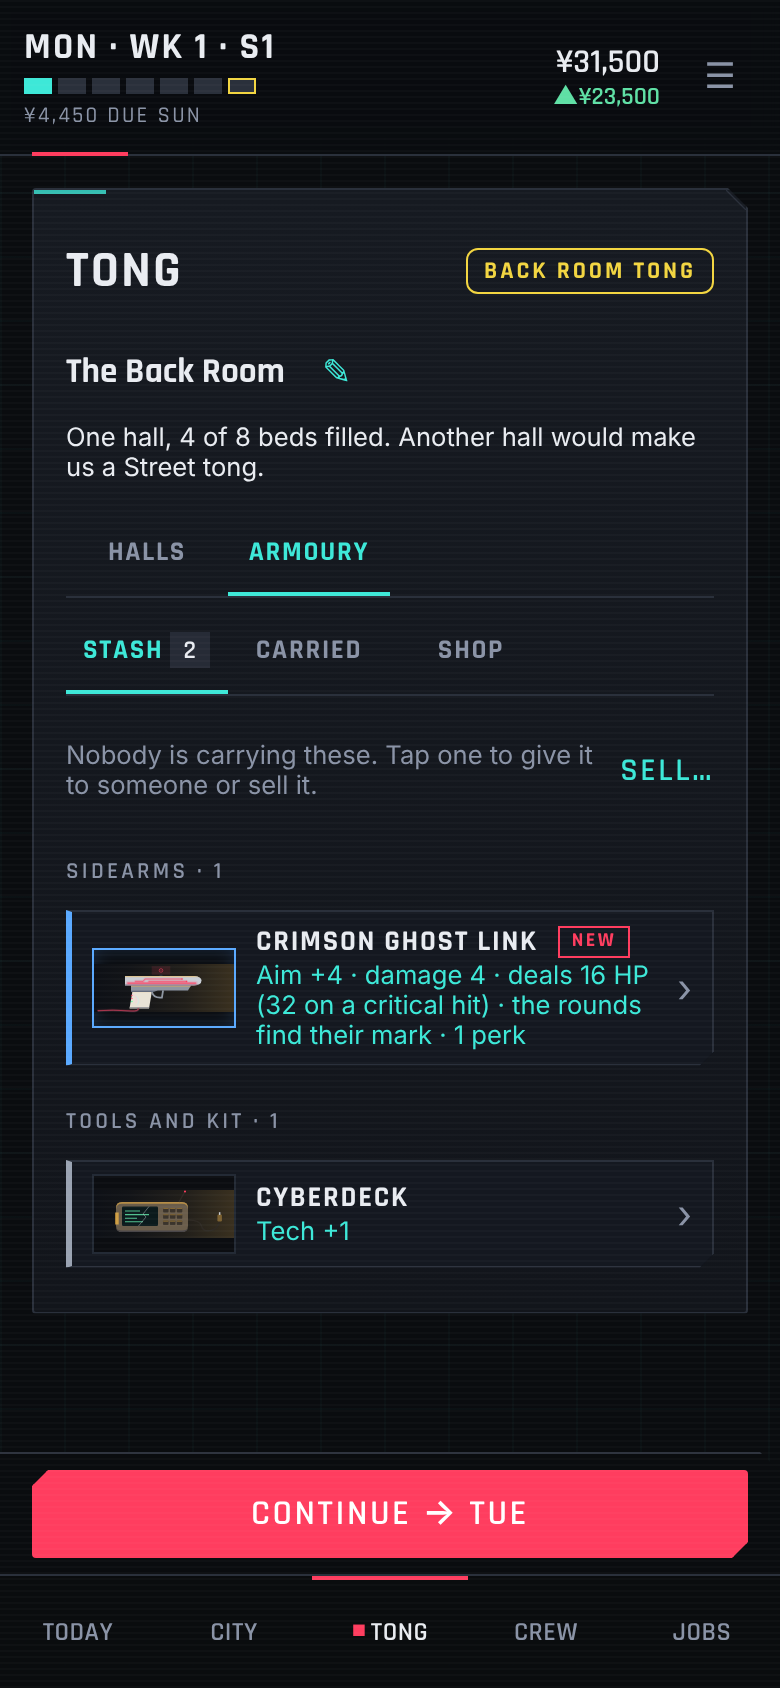 MON · WK 1 · S1
¥4,450 DUE SUN
¥31,500
▲¥23,500
☰
TONG
BACK ROOM TONG
The Back Room ✎
One hall, 4 of 8 beds filled. Another hall would make
us a Street tong.
HALLS
ARMOURY
STASH 2
CARRIED
SHOP
Nobody is carrying these. Tap one to give it
to someone or sell it.
SELL…
SIDEARMS · 1
CRIMSON GHOST LINK NEW
Aim +4 · damage 4 · deals 16 HP
(32 on a critical hit) · the rounds
find their mark · 1 perk
›
TOOLS AND KIT · 1
CYBERDECK
Tech +1
›
CONTINUE → TUE
TODAY
CITY
TONG
CREW
JOBS